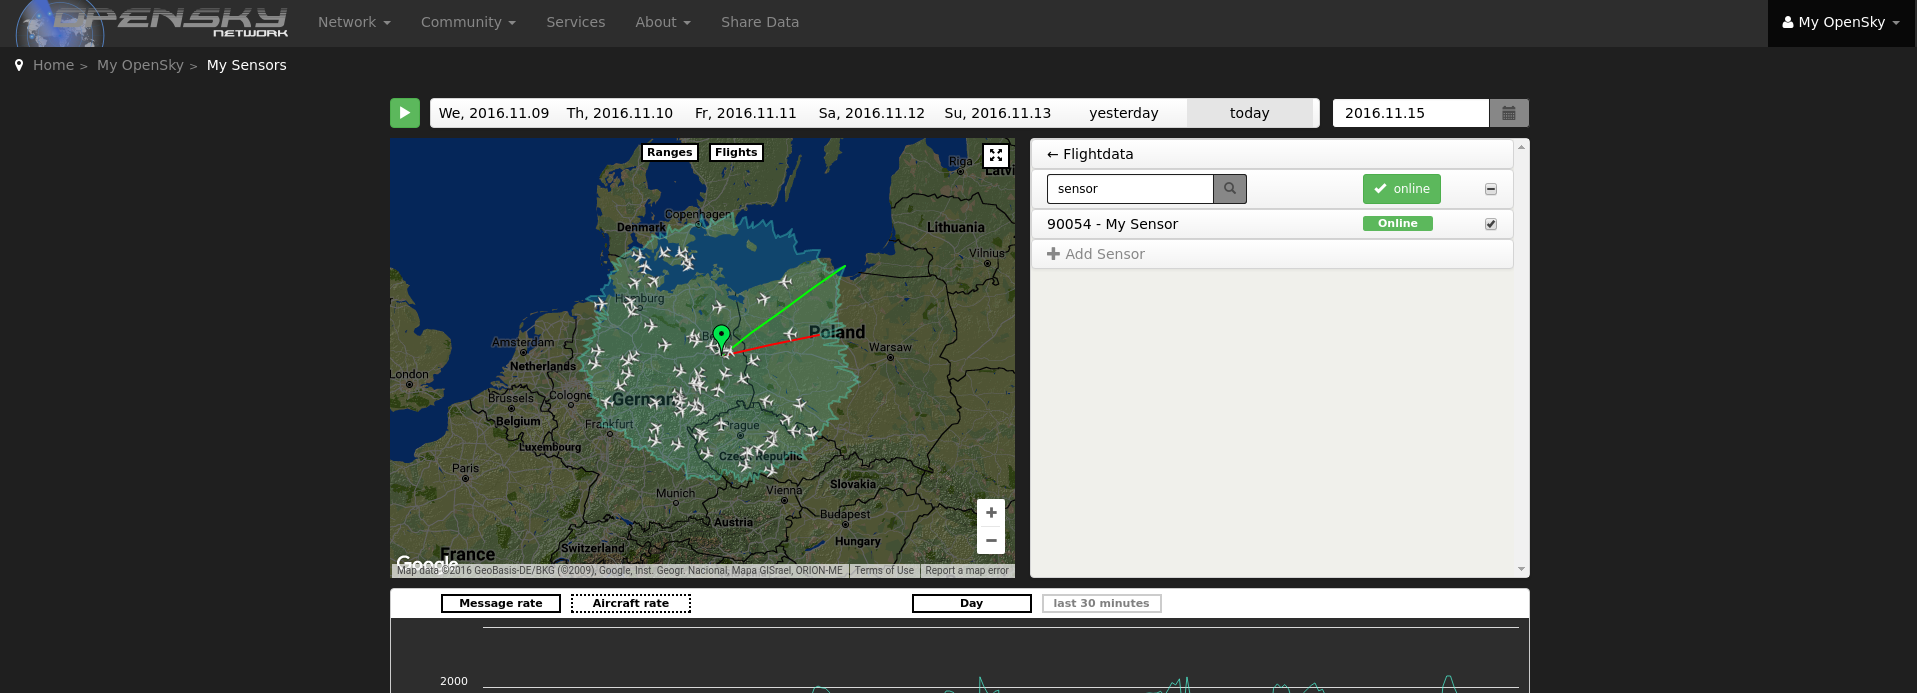 OPENSKY NETWORK
Network Community Services About Share Data My OpenSky
Home > My OpenSky > My Sensors
We, 2016.11.09 Th, 2016.11.10 Fr, 2016.11.11 Sa, 2016.11.12 Su, 2016.11.13 yesterday today 2016.11.15
Ranges Flights
Riga
Latvi
Copenhagen
Denmark
Lithuania
Vilnius
Hamburg
Poland
Warsaw
Amsterdam
Netherlands
London
Brussels
Cologne
German
Belgium
Frankfurt
Prague
Luxembourg
Czech Republic
Paris
Slovakia
Munich
Vienna
Austria
Budapest
Hungary
Switzerland
France
Google
Map data ©2016 GeoBasis-DE/BKG (©2009), Google, Inst. Geogr. Nacional, Mapa GISrael, ORION-ME Terms of Use Report a map error
← Flightdata
sensor online
90054 - My Sensor Online
Add Sensor
Message rate Aircraft rate Day last 30 minutes
2000